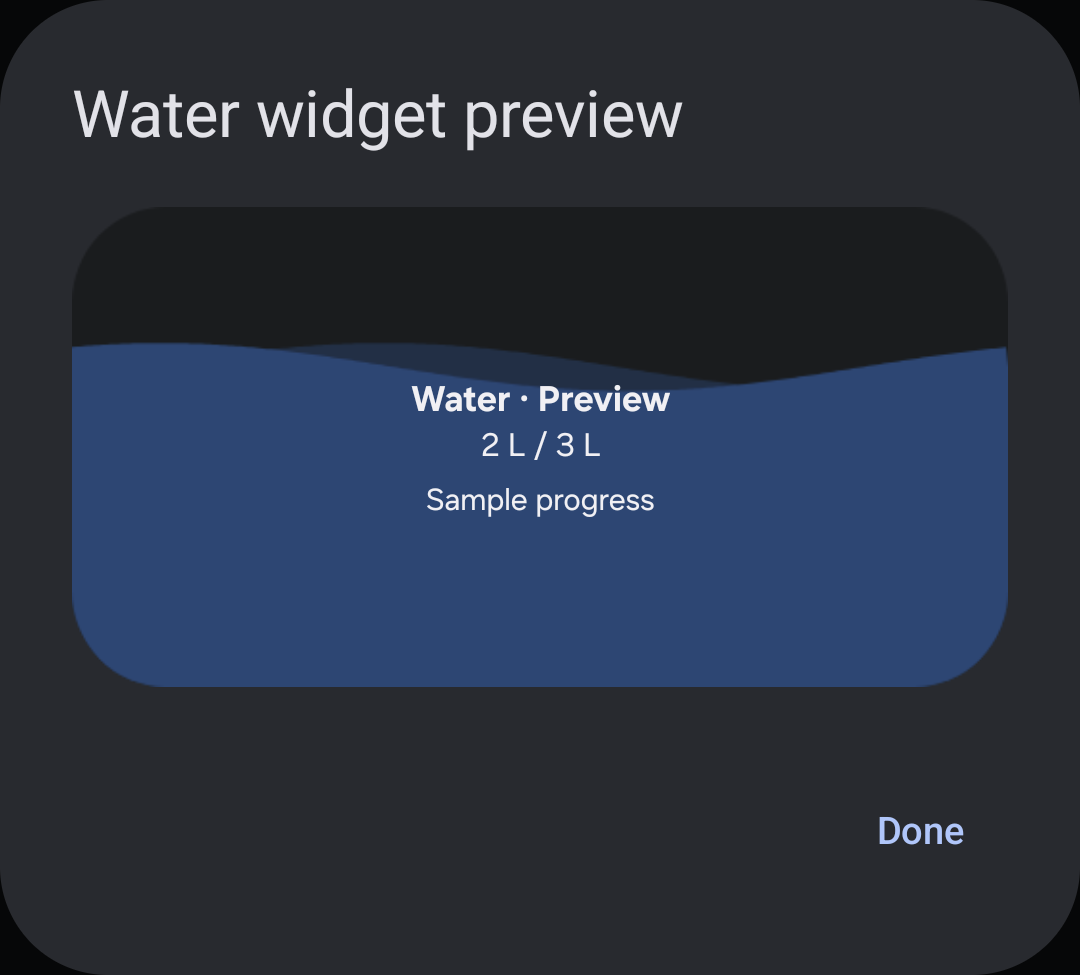 Water widget preview
Water · Preview
2 L / 3 L
Sample progress
Done